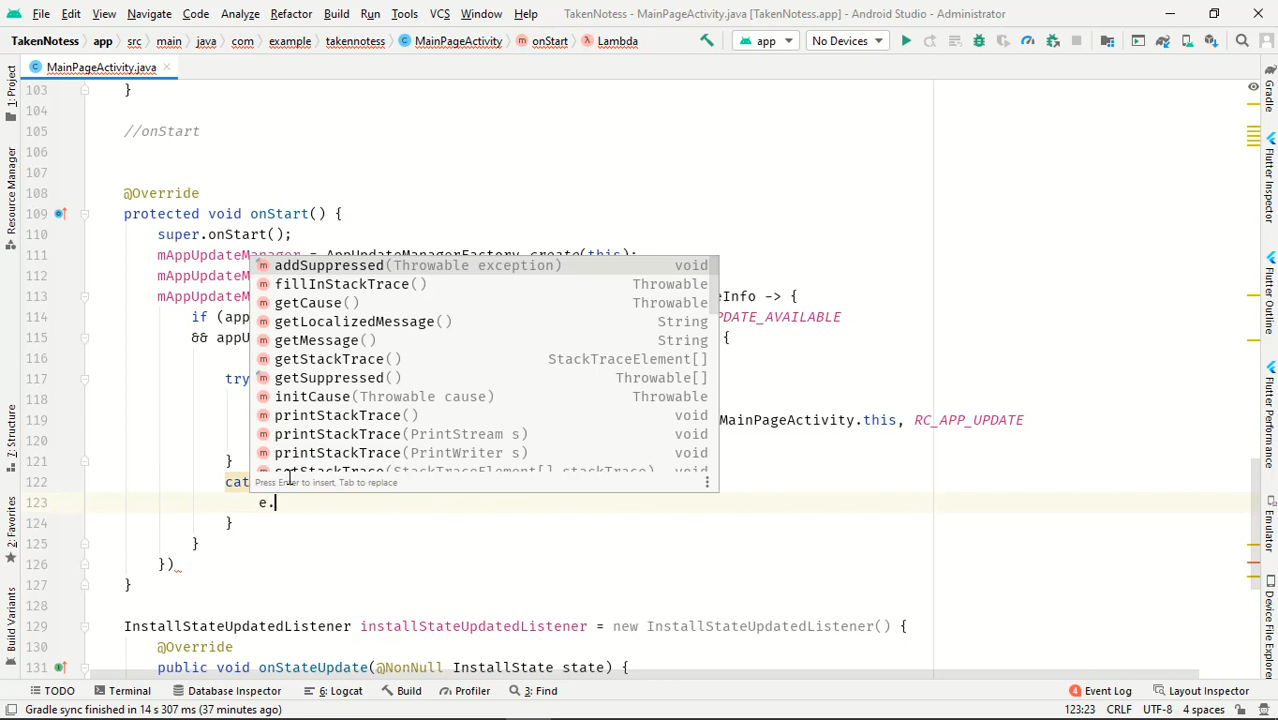 File Edit View Navigate Code Analyze Refactor Build Run Tools VCS Window Help TakenNotess - MainPageActivity.java [TakenNotess.app] - Android Studio - Administrator
TakenNotess app src main java com example takennotess MainPageActivity onStart Lambda app No Devices
MainPageActivity.java
1: Project
Resource Manager
Z: Structure
2: Favorites
Build Variants
103 }
104
105 //onStart
106
107
108 @Override
109 protected void onStart() {
110 super.onStart();
111 mAppUpdateManager = AppUpdateManagerFactory.create(this);
112 mAppUpdateM
113 mAppUpdateM eInfo -> {
114 if (app PDATE_AVAILABLE
115 && appU {
116
117 try
118
119 MainPageActivity.this, RC_APP_UPDATE
120
121 }
122 cat
123 e.
124 }
125 }
126 })
127 }
128
129 InstallStateUpdatedListener installStateUpdatedListener = new InstallStateUpdatedListener() {
130 @Override
131 public void onStateUpdate(@NonNull InstallState state) {
addSuppressed(Throwable exception) void
fillInStackTrace() Throwable
getCause() Throwable
getLocalizedMessage() String
getMessage() String
getStackTrace() StackTraceElement[]
getSuppressed() Throwable[]
initCause(Throwable cause) Throwable
printStackTrace() void
printStackTrace(PrintStream s) void
printStackTrace(PrintWriter s) void
setStackTrace(StackTraceElement[] stackTrace) void
Press Enter to insert, Tab to replace
Gradle
Flutter Inspector
Flutter Outline
Flutter Performance
Emulator
Device File Explorer
TODO Terminal Database Inspector 6: Logcat Build Profiler 3: Find 4 Event Log Layout Inspector
Gradle sync finished in 14 s 307 ms (37 minutes ago) 123:23 CRLF UTF-8 4 spaces